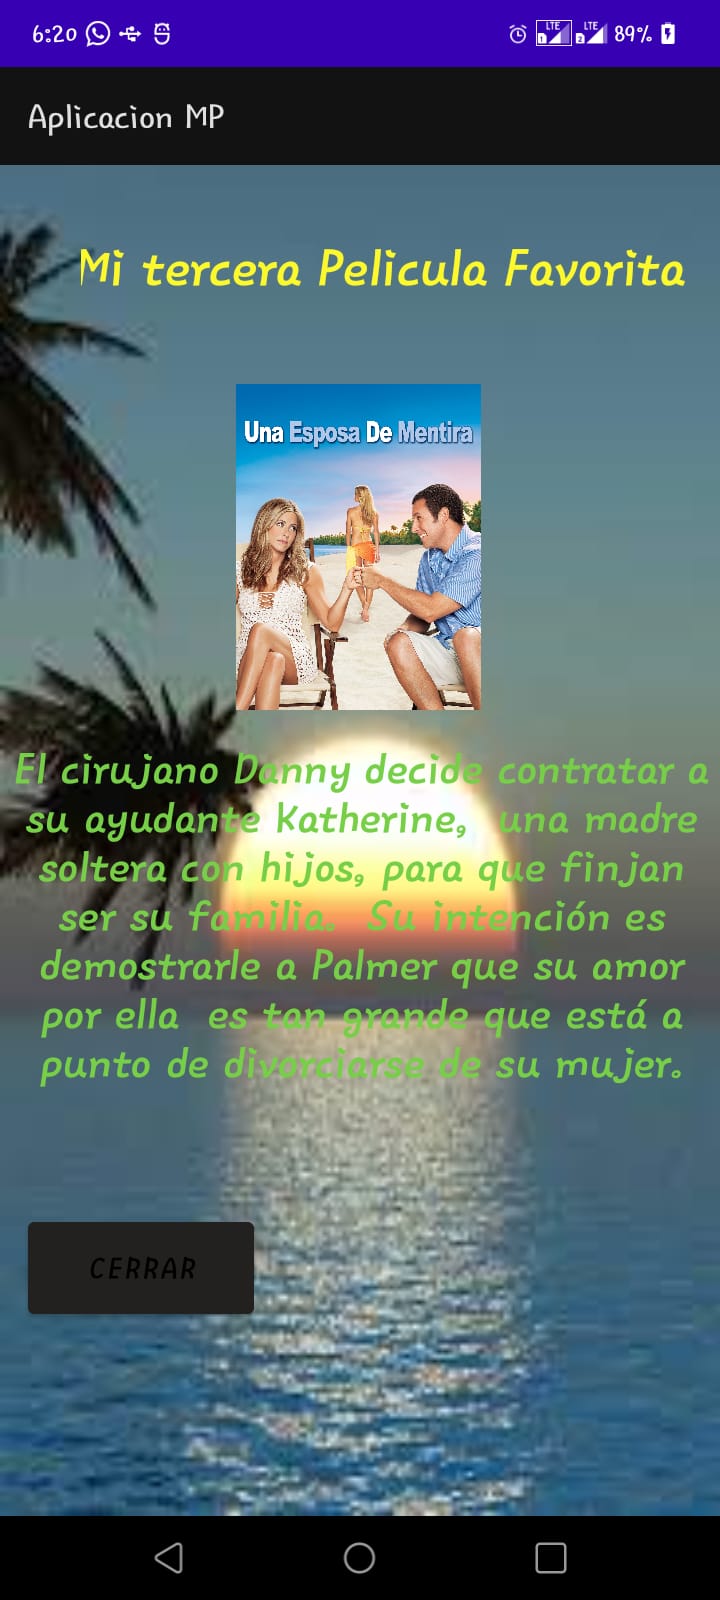 6:20 LTE 1 LTE 2 89%
Aplicacion MP
Mi tercera Pelicula Favorita
Una Esposa De Mentira
El cirujano Danny decide contratar a
su ayudante Katherine, una madre
soltera con hijos, para que finjan
ser su familia. Su intención es
demostrarle a Palmer que su amor
por ella es tan grande que está a
punto de divorciarse de su mujer.
CERRAR